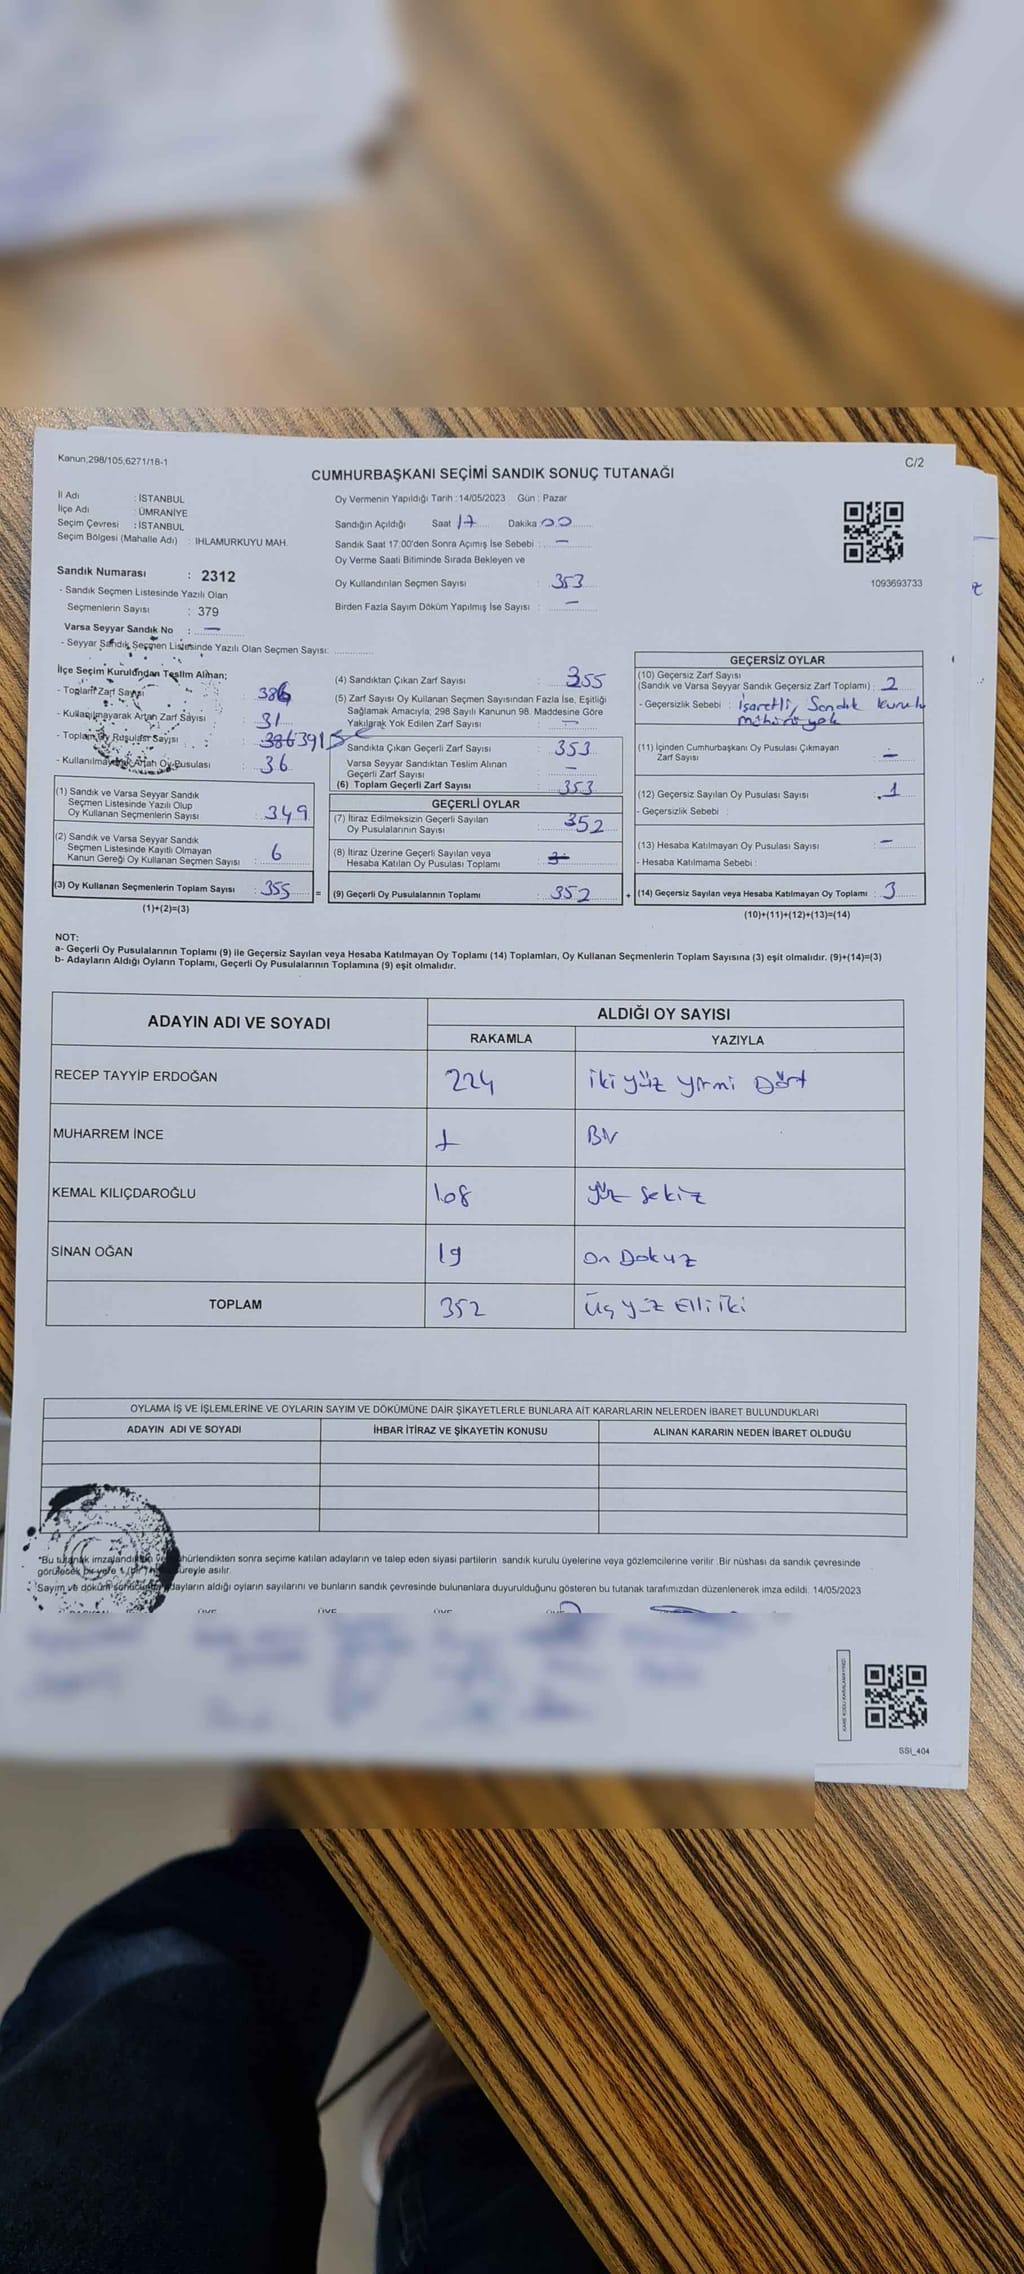 Kanun;298/105,6271/18-1
C/2
CUMHURBAŞKANI SEÇİMİ SANDIK SONUÇ TUTANAĞI
İl Adı : İSTANBUL
İlçe Adı : ÜMRANİYE
Seçim Çevresi : İSTANBUL
Seçim Bölgesi (Mahalle Adı) : IHLAMURKUYU MAH.
Sandık Numarası : 2312
- Sandık Seçmen Listesinde Yazılı Olan
Seçmenlerin Sayısı : 379
Varsa Seyyar Sandık No : —
- Seyyar Sandık Seçmen Listesinde Yazılı Olan Seçmen Sayısı: ............
Oy Vermenin Yapıldığı Tarih : 14/05/2023 Gün : Pazar
Sandığın Açıldığı Saat 17 Dakika 00
Sandık Saat 17.00'den Sonra Açımış İse Sebebi : —
Oy Verme Saati Bitiminde Sırada Bekleyen ve
Oy Kullandırılan Seçmen Sayısı : 353
Birden Fazla Sayım Döküm Yapılmış İse Sayısı : —
1093693733
İlçe Seçim Kurulundan Teslim Alınan;
- Toplam Zarf Sayısı : 386
- Kullanılmayarak Artan Zarf Sayısı : 31
- Toplam Oy Pusulası Sayısı : 386 391
- Kullanılmayarak Artan Oy Pusulası : 36
(1) Sandık ve Varsa Seyyar Sandık
Seçmen Listesinde Yazılı Olup
Oy Kullanan Seçmenlerin Sayısı : 349
(2) Sandık ve Varsa Seyyar Sandık
Seçmen Listesinde Kayıtlı Olmayan
Kanun Gereği Oy Kullanan Seçmen Sayısı : 6
(3) Oy Kullanan Seçmenlerin Toplam Sayısı : 355 =
(1)+(2)=(3)
(4) Sandıktan Çıkan Zarf Sayısı : 355
(5) Zarf Sayısı Oy Kullanan Seçmen Sayısından Fazla İse, Eşitliği
Sağlamak Amacıyla, 298 Sayılı Kanunun 98. Maddesine Göre
Yakılarak Yok Edilen Zarf Sayısı : —
Sandıkta Çıkan Geçerli Zarf Sayısı : 353
Varsa Seyyar Sandıktan Teslim Alınan
Geçerli Zarf Sayısı : —
(6) Toplam Geçerli Zarf Sayısı : 353
GEÇERLİ OYLAR
(7) İtiraz Edilmeksizin Geçerli Sayılan
Oy Pusulalarının Sayısı : 352
(8) İtiraz Üzerine Geçerli Sayılan veya
Hesaba Katılan Oy Pusulası Toplamı : 3
(9) Geçerli Oy Pusulalarının Toplamı : 352 +
GEÇERSİZ OYLAR
(10) Geçersiz Zarf Sayısı
(Sandık ve Varsa Seyyar Sandık Geçersiz Zarf Toplamı) : 2
- Geçersizlik Sebebi : İşaretli, Sandık kurulu
mührü yok
(11) İçinden Cumhurbaşkanı Oy Pusulası Çıkmayan
Zarf Sayısı : —
(12) Geçersiz Sayılan Oy Pusulası Sayısı : 1
- Geçersizlik Sebebi :
(13) Hesaba Katılmayan Oy Pusulası Sayısı : —
- Hesaba Katılmama Sebebi :
(14) Geçersiz Sayılan veya Hesaba Katılmayan Oy Toplamı : 3
(10)+(11)+(12)+(13)=(14)
NOT:
a- Geçerli Oy Pusulalarının Toplamı (9) ile Geçersiz Sayılan veya Hesaba Katılmayan Oy Toplamı (14) Toplamları, Oy Kullanan Seçmenlerin Toplam Sayısına (3) eşit olmalıdır. (9)+(14)=(3)
b- Adayların Aldığı Oyların Toplamı, Geçerli Oy Pusulalarının Toplamına (9) eşit olmalıdır.
ADAYIN ADI VE SOYADI
ALDIĞI OY SAYISI
RAKAMLA YAZIYLA
RECEP TAYYİP ERDOĞAN 224 iki yüz yirmi Dört
MUHARREM İNCE 1 Bir
KEMAL KILIÇDAROĞLU 108 yüz sekiz
SİNAN OĞAN 19 on Dokuz
TOPLAM 352 Üç yüz Elli İki
OYLAMA İŞ VE İŞLEMLERİNE VE OYLARIN SAYIM VE DÖKÜMÜNE DAİR ŞİKAYETLERLE BUNLARA AİT KARARLARIN NELERDEN İBARET BULUNDUKLARI
ADAYIN ADI VE SOYADI İHBAR İTİRAZ VE ŞİKAYETİN KONUSU ALINAN KARARIN NEDEN İBARET OLDUĞU
*Bu tutanak imzalandıktan ve mühürlendikten sonra seçime katılan adayların ve talep eden siyasi partilerin sandık kurulu üyelerine veya gözlemcilerine verilir. Bir nüshası da sandık çevresinde
görülecek bir yere 1 (bir) süreyle asılır.
Sayım ve döküm sonucunda adayların aldığı oyların sayılarını ve bunların sandık çevresinde bulunanlara duyurulduğunu gösteren bu tutanak tarafımızdan düzenlenerek imza edildi. 14/05/2023
SSİ_404